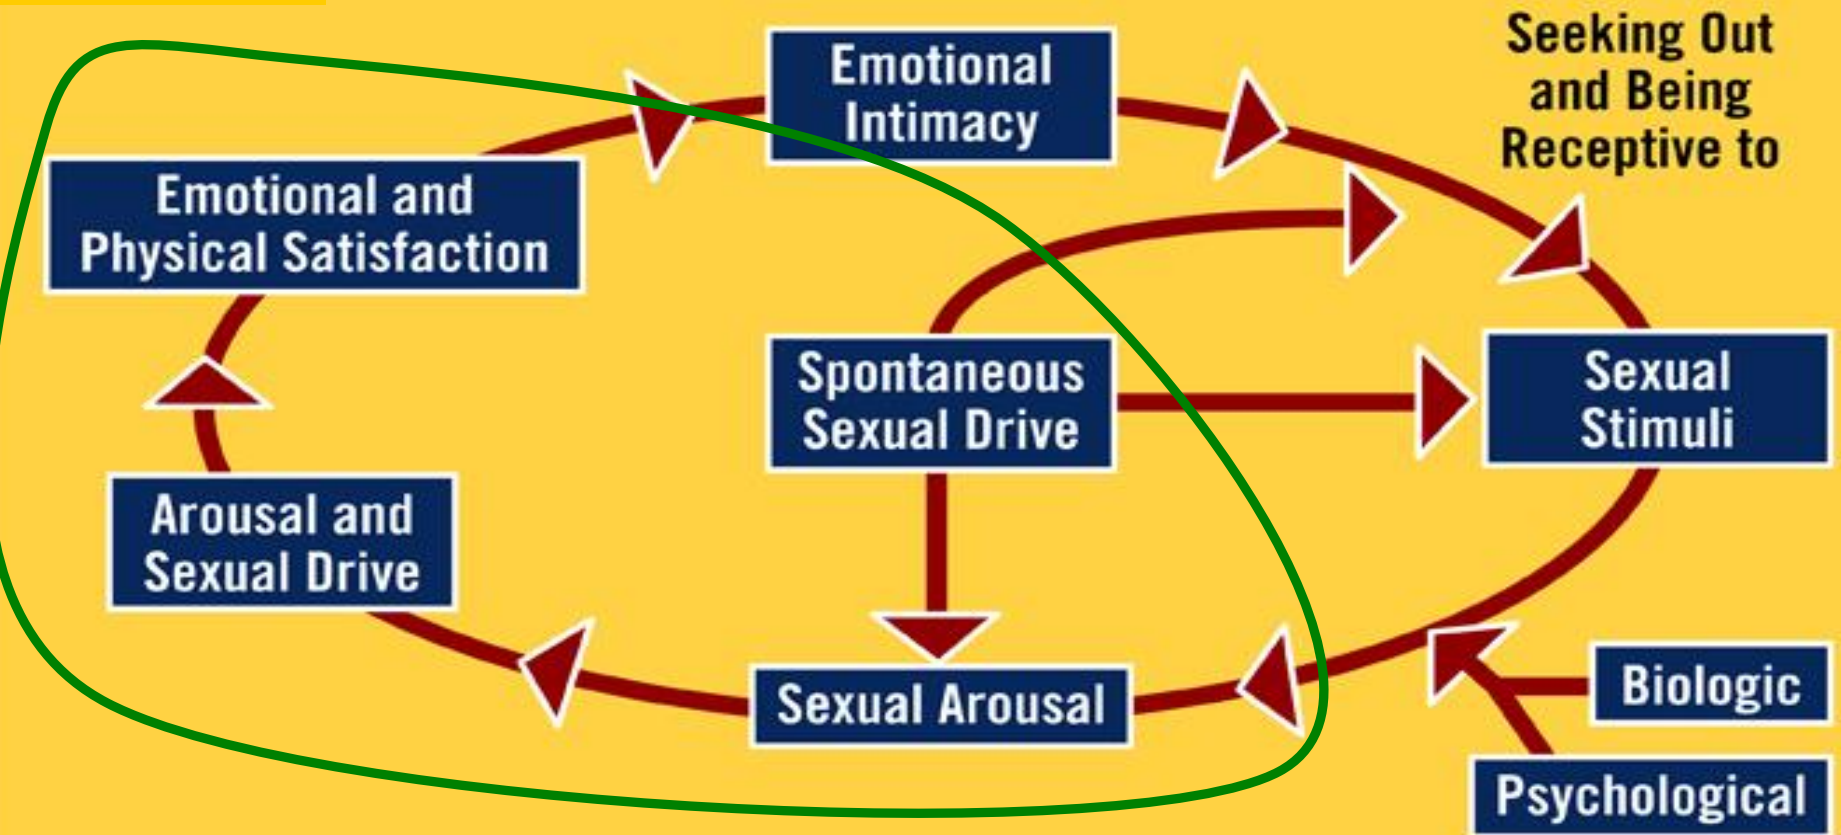 Emotional
Intimacy
Seeking Out
and Being
Receptive to
Emotional and
Physical Satisfaction
Spontaneous
Sexual Drive
Sexual
Stimuli
Arousal and
Sexual Drive
Sexual Arousal
Biologic
Psychological